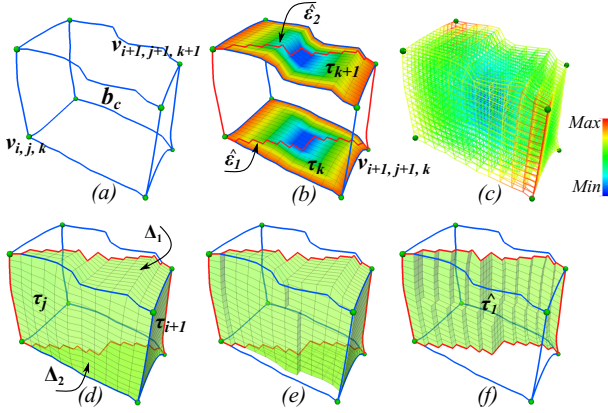 v_{i+1, j+1, k+1}
b_c
v_{i, j, k}
(a)
ε̂_2
τ_{k+1}
ε̂_1
τ_k
v_{i+1, j+1, k}
(b)
Max
Min
(c)
Δ_1
τ_j
τ_{i+1}
Δ_2
(d)
(e)
τ̂_1
(f)